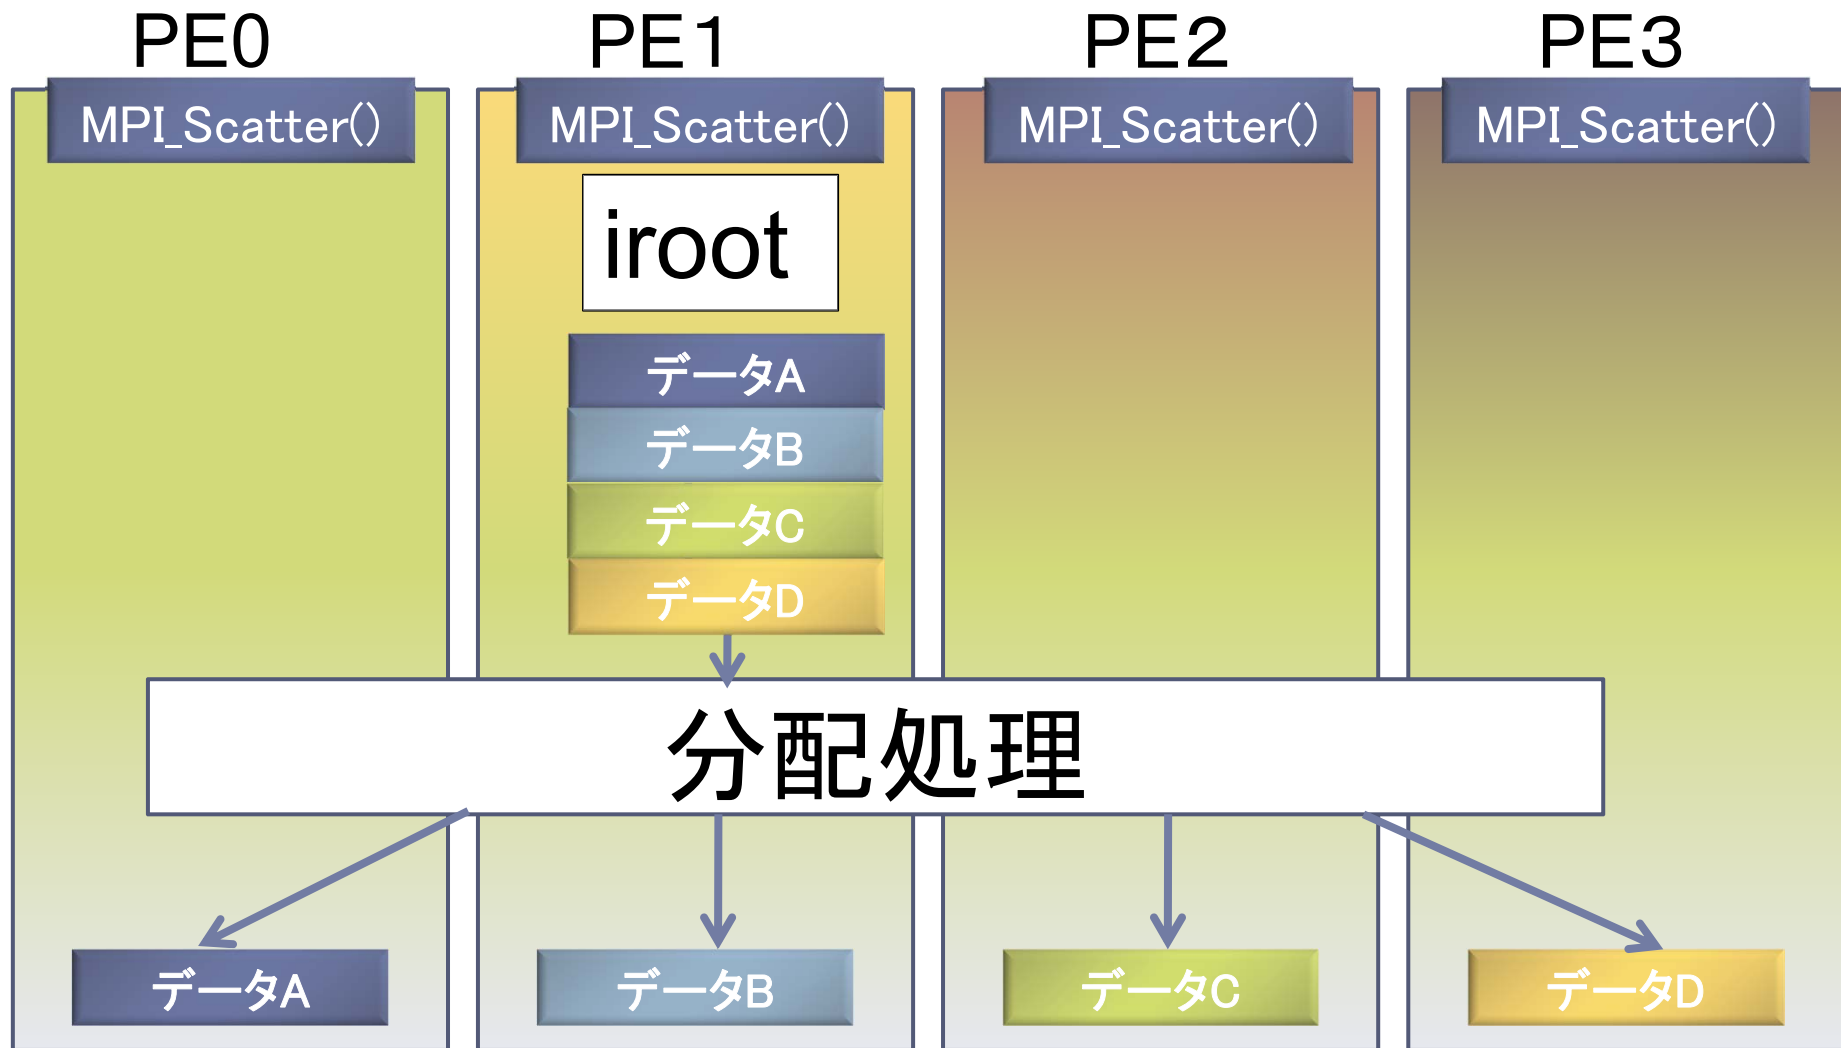 PE0
PE1
PE2
PE3
MPI_Scatter()
MPI_Scatter()
MPI_Scatter()
MPI_Scatter()
iroot
データA
データB
データC
データD
分配処理
データA
データB
データC
データD